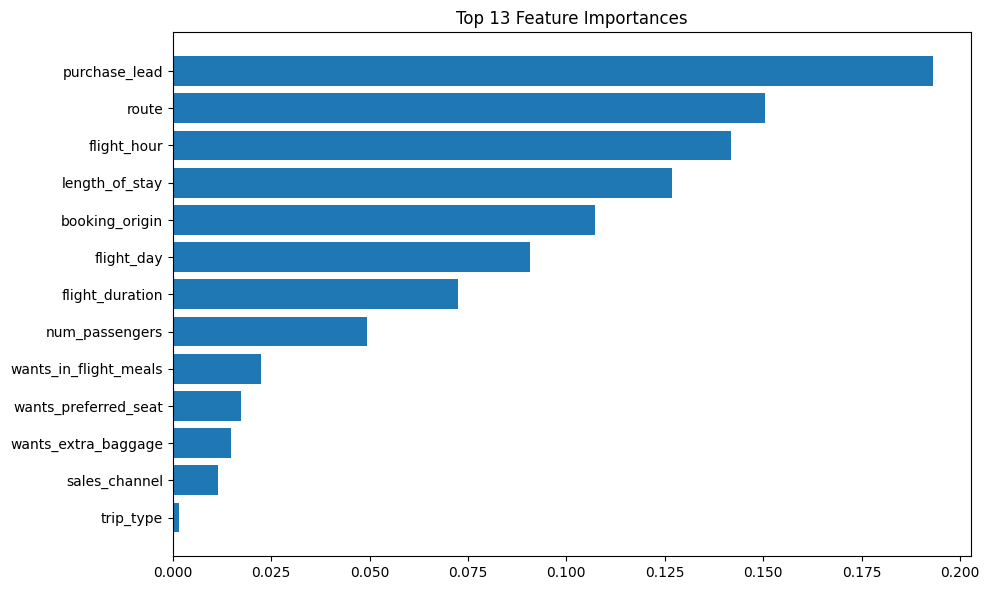 Top 13 Feature Importances
purchase_lead
route
flight_hour
length_of_stay
booking_origin
flight_day
flight_duration
num_passengers
wants_in_flight_meals
wants_preferred_seat
wants_extra_baggage
sales_channel
trip_type
0.000 0.025 0.050 0.075 0.100 0.125 0.150 0.175 0.200